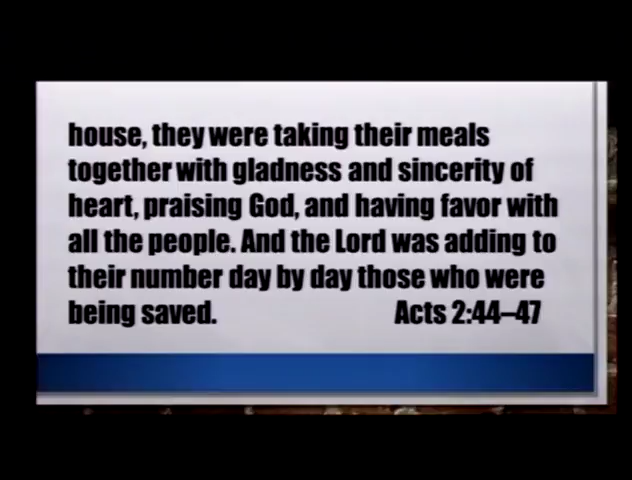 house, they were taking their meals
together with gladness and sincerity of
heart, praising God, and having favor with
all the people. And the Lord was adding to
their number day by day those who were
being saved. Acts 2:44–47